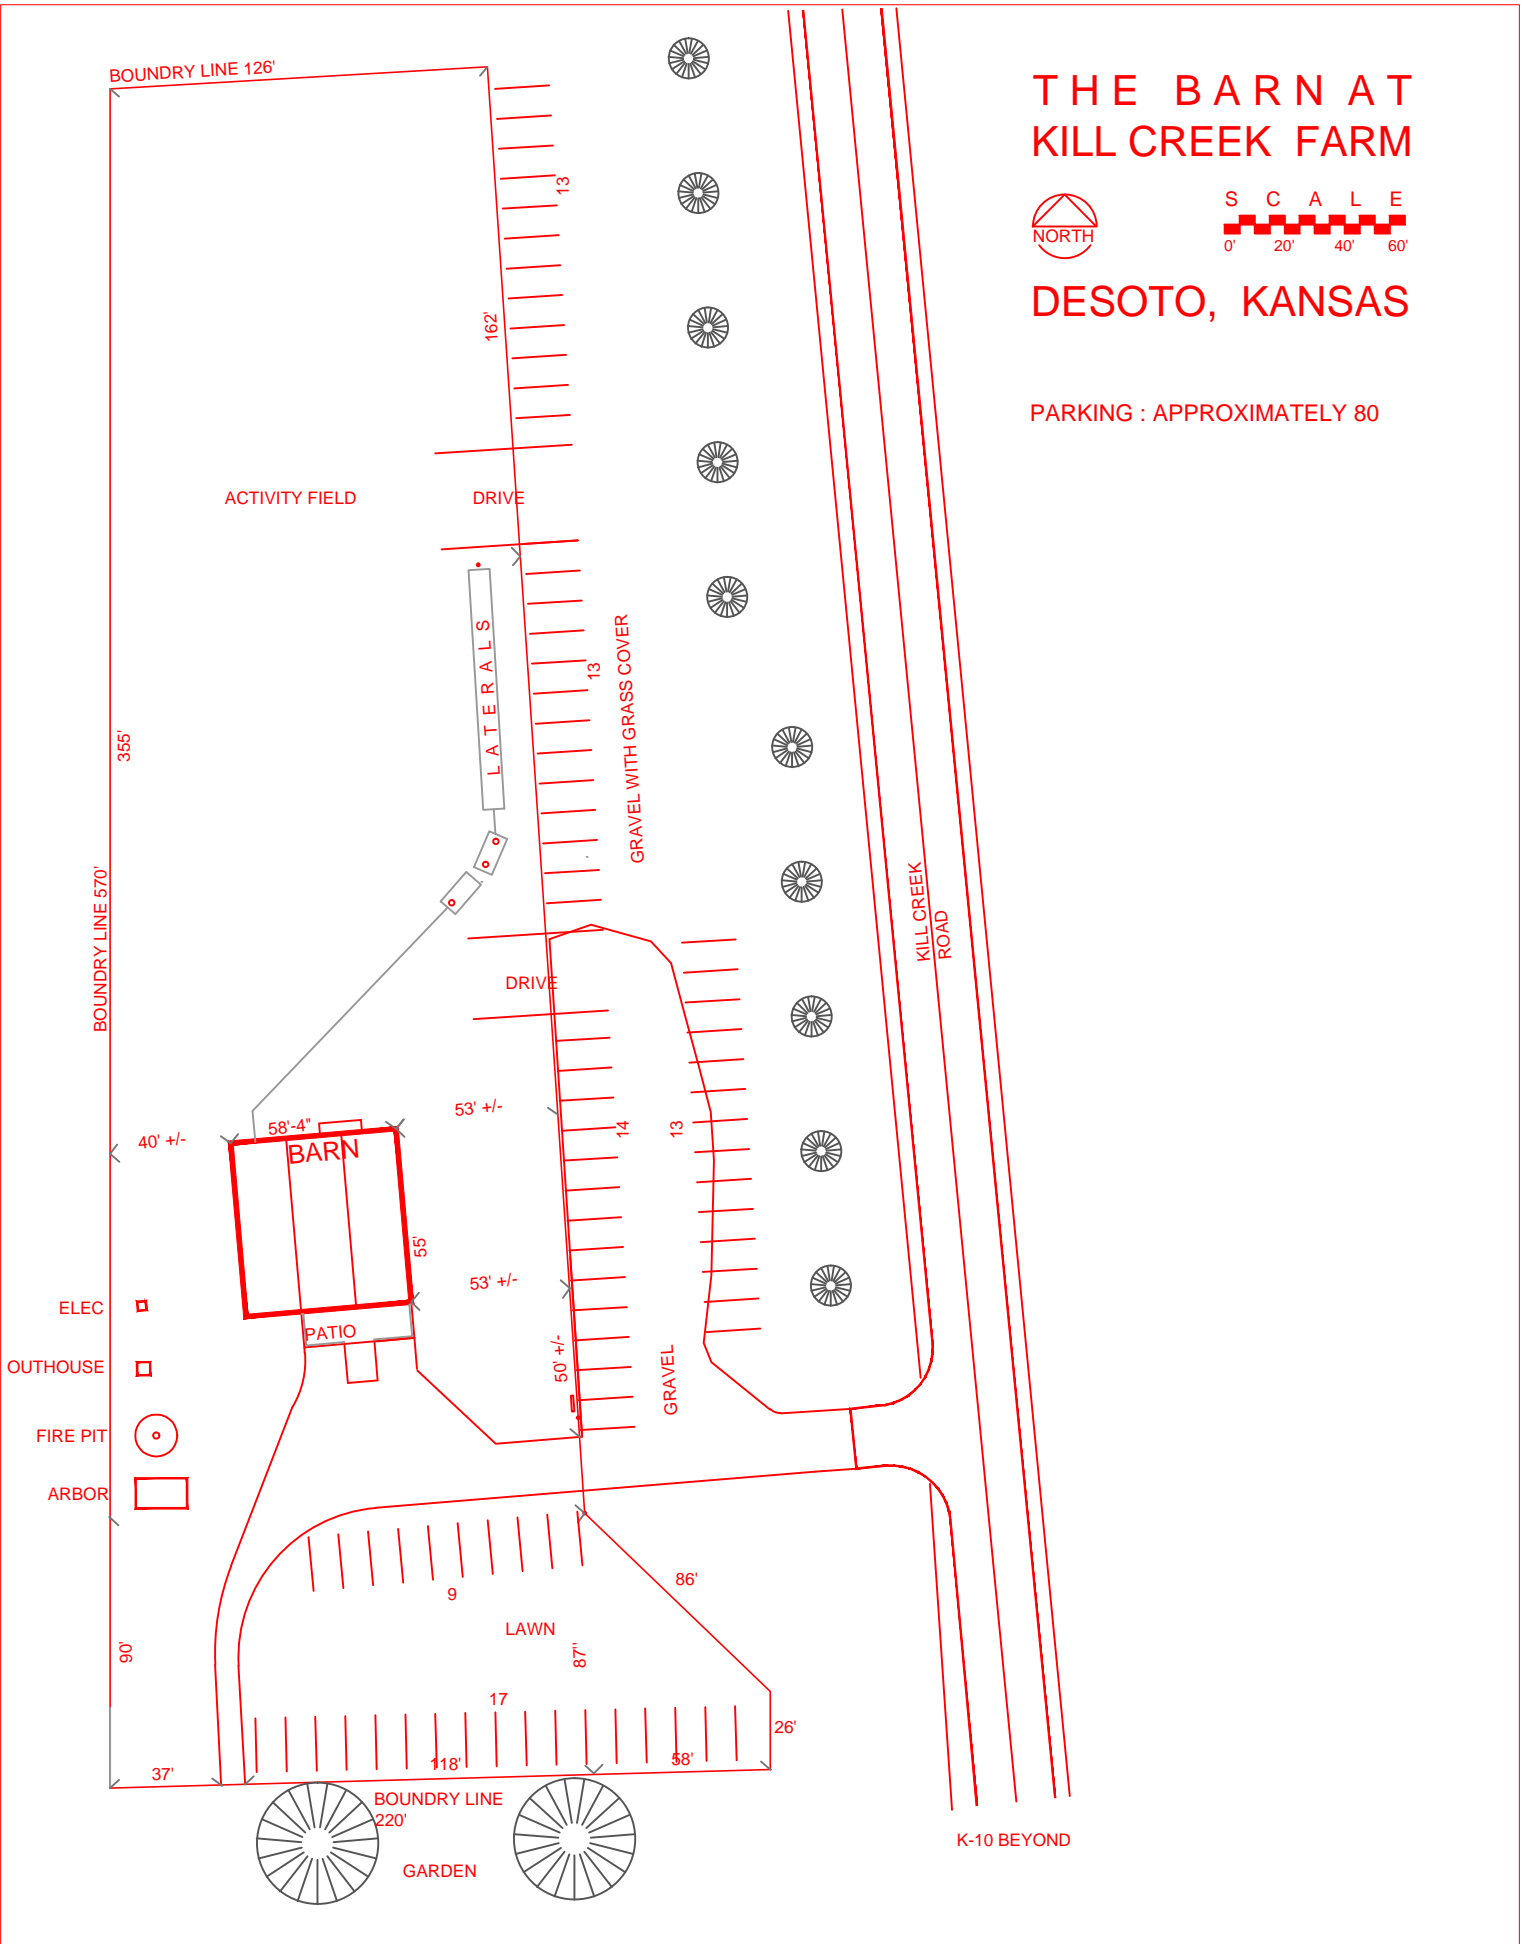 BOUNDRY LINE 126'
THE BARN AT
KILL CREEK FARM
NORTH
SCALE
0' 20' 40' 60'
DESOTO, KANSAS
PARKING : APPROXIMATELY 80
13
162'
ACTIVITY FIELD
DRIVE
LATERALS
13
GRAVEL WITH GRASS COVER
355'
BOUNDRY LINE 570'
KILL CREEK
ROAD
DRIVE
53' +/-
40' +/-
58'-4"
BARN
14
13
55'
53' +/-
ELEC
PATIO
50' +/-
OUTHOUSE
GRAVEL
FIRE PIT
ARBOR
9
86'
LAWN
90'
87'
17
26'
37'
118'
58'
BOUNDRY LINE
220'
GARDEN
K-10 BEYOND